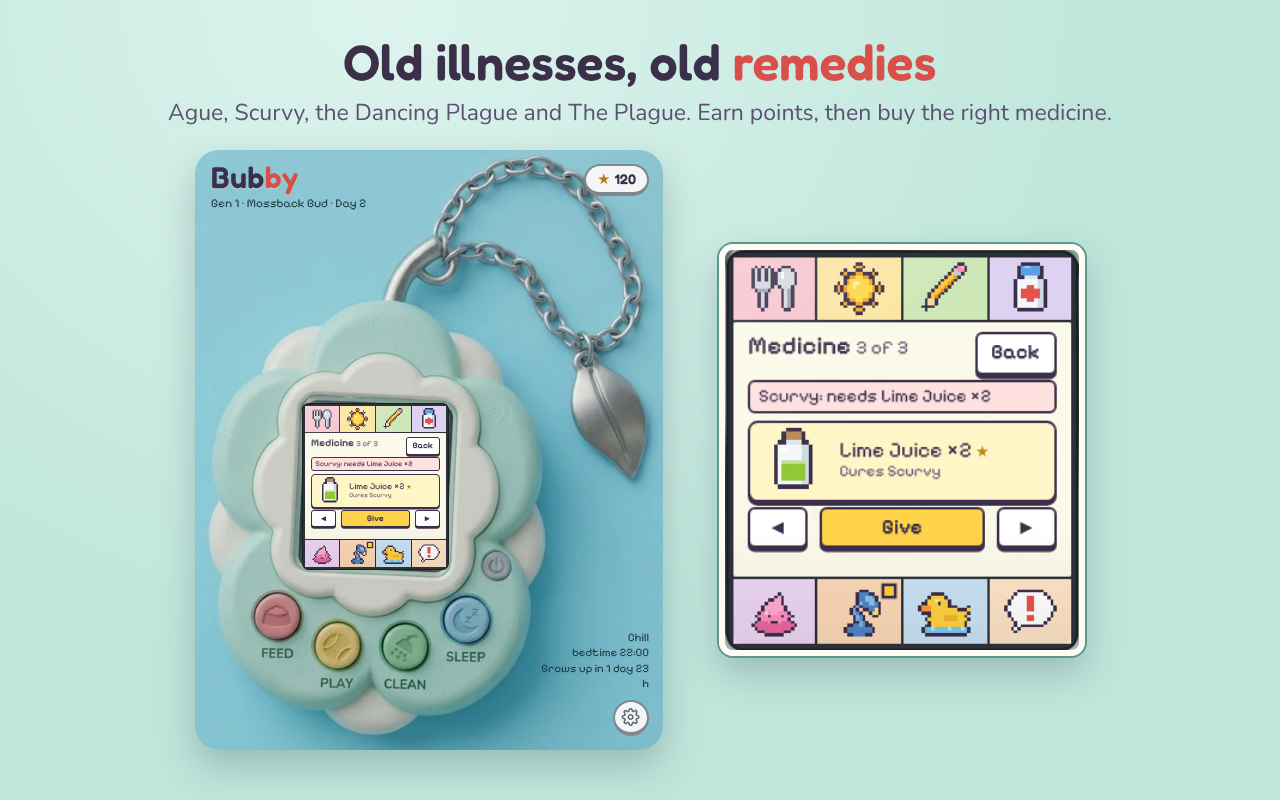 Old illnesses, old remedies
Ague, Scurvy, the Dancing Plague and The Plague. Earn points, then buy the right medicine.
Bubby
★ 120
Gen 1 · Mossback Bud · Day 2
Medicine 3 of 3
Back
Scurvy: needs Lime Juice ×2
Lime Juice ×2 ★
Cures Scurvy
◀ Give ▶
FEED
PLAY
CLEAN
SLEEP
Chill
bedtime 22:00
Grows up in 1 day 23
h
Medicine 3 of 3
Back
Scurvy: needs Lime Juice ×2
Lime Juice ×2 ★
Cures Scurvy
◀ Give ▶